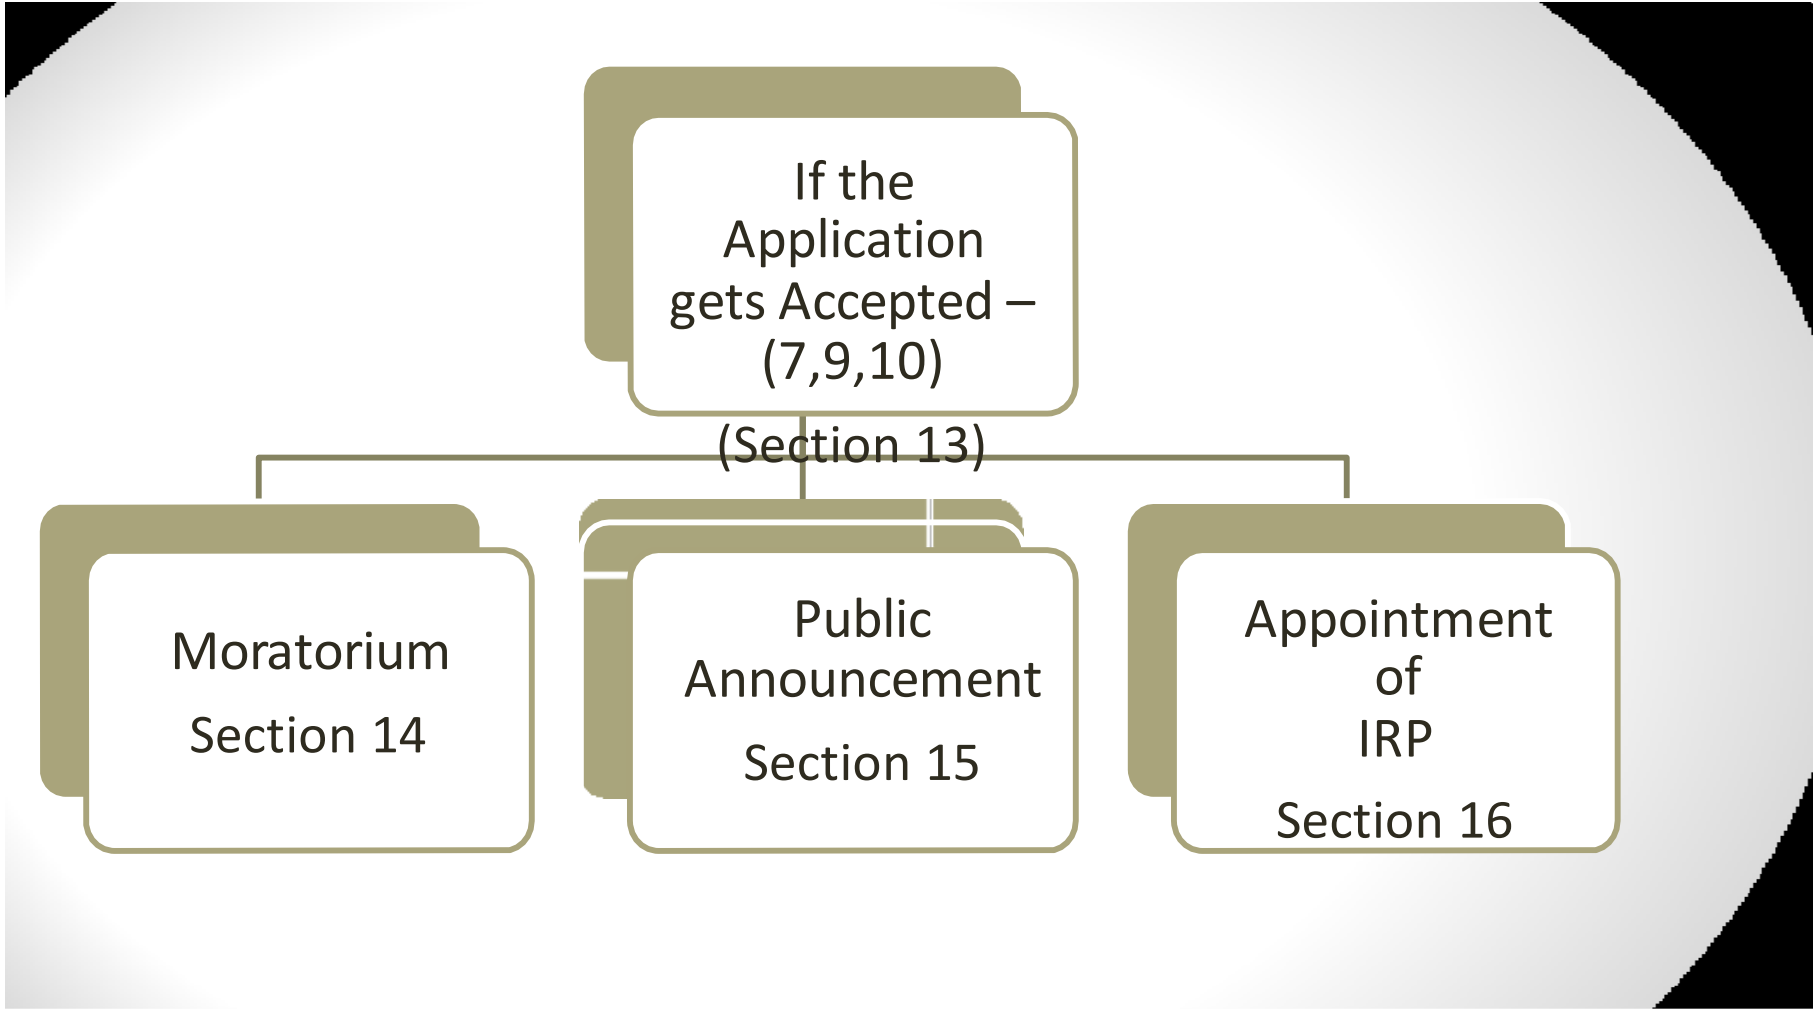 If the
Application
gets Accepted –
(7,9,10)
(Section 13)
Moratorium
Section 14
Public
Announcement
Section 15
Appointment
of
IRP
Section 16